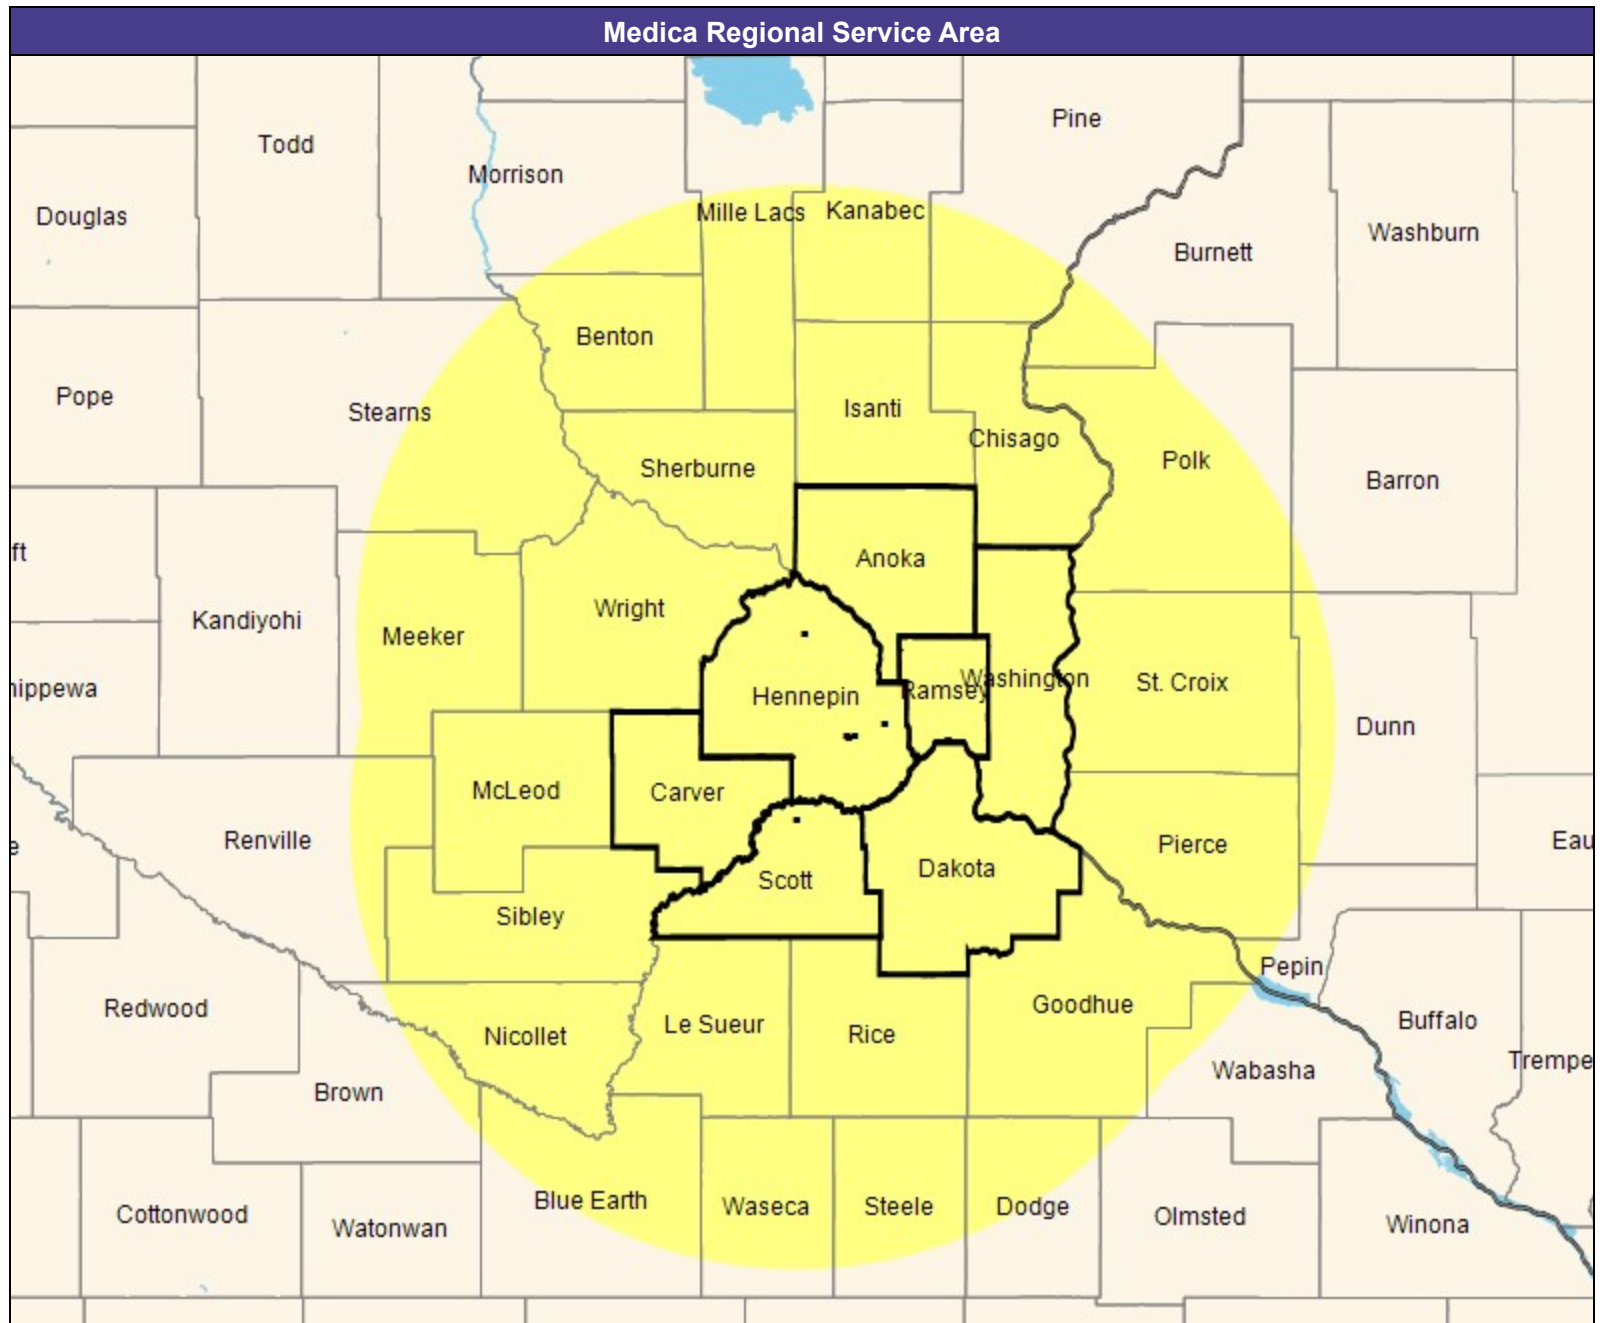 Medica Regional Service Area
Pine
Todd
Morrison
Mille Lacs
Kanabec
Douglas
Washburn
Burnett
Benton
Pope
Stearns
Isanti
Chisago
Sherburne
Polk
Barron
ft
Anoka
Wright
Kandiyohi
Meeker
Washington
St. Croix
hippewa
Hennepin
Ramsey
Dunn
McLeod
Carver
Renville
Pierce
Eau
e
Scott
Dakota
Sibley
Pepin
Redwood
Goodhue
Buffalo
Le Sueur
Rice
Nicollet
Trempe
Wabasha
Brown
Blue Earth
Waseca
Steele
Dodge
Cottonwood
Olmsted
Winona
Watonwan